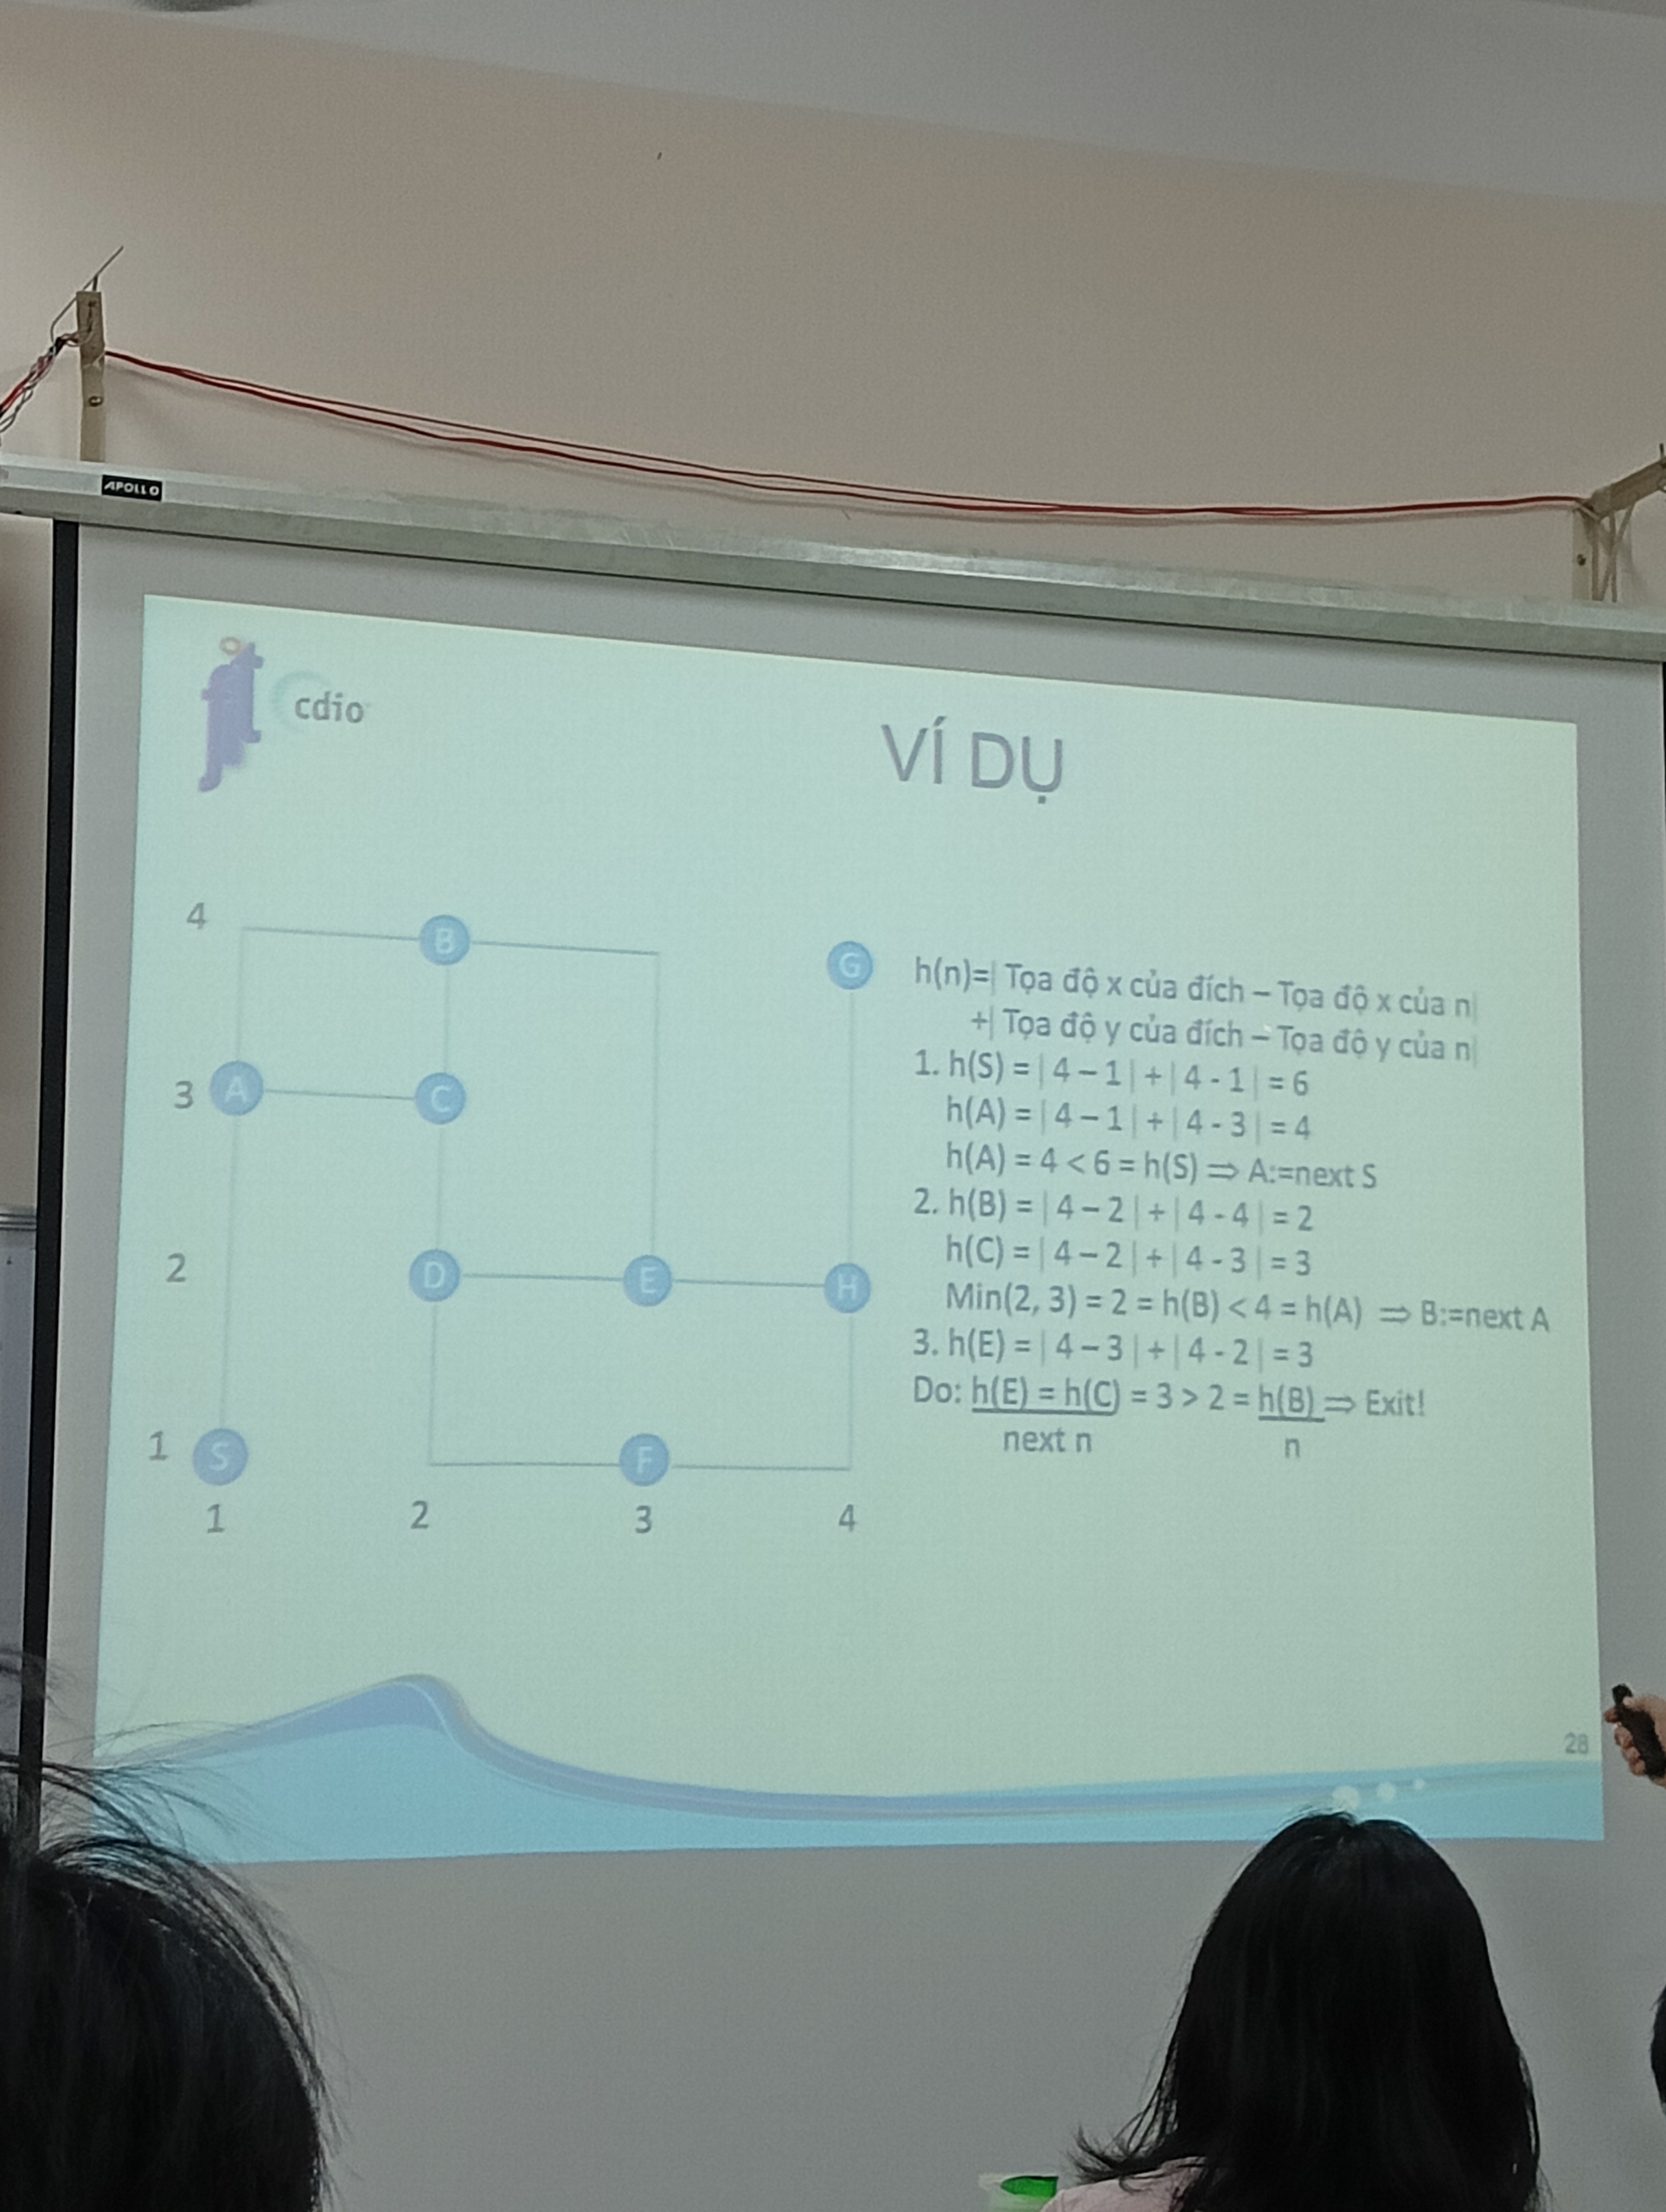 APOLLO
cdio
VÍ DỤ
4
B
G
3
A
C
2
D
E
H
1
S
F
1
2
3
4
h(n)=| Tọa độ x của đích – Tọa độ x của n|
+| Tọa độ y của đích – Tọa độ y của n|
1. h(S) = | 4 – 1 | + | 4 - 1 | = 6
h(A) = | 4 – 1 | + | 4 - 3 | = 4
h(A) = 4 < 6 = h(S) ⇒ A:=next S
2. h(B) = | 4 – 2 | + | 4 - 4 | = 2
h(C) = | 4 – 2 | + | 4 - 3 | = 3
Min(2, 3) = 2 = h(B) < 4 = h(A) ⇒ B:=next A
3. h(E) = | 4 – 3 | + | 4 - 2 | = 3
Do: h(E) = h(C) = 3 > 2 = h(B) ⇒ Exit!
next n
n
28